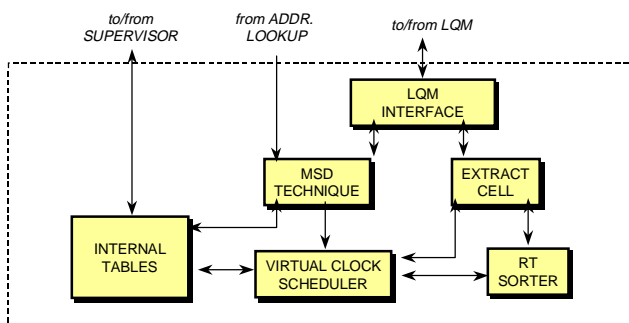 to/from
SUPERVISOR
from ADDR.
LOOKUP
to/from LQM
LQM
INTERFACE
MSD
TECHNIQUE
EXTRACT
CELL
INTERNAL
TABLES
VIRTUAL CLOCK
SCHEDULER
RT
SORTER